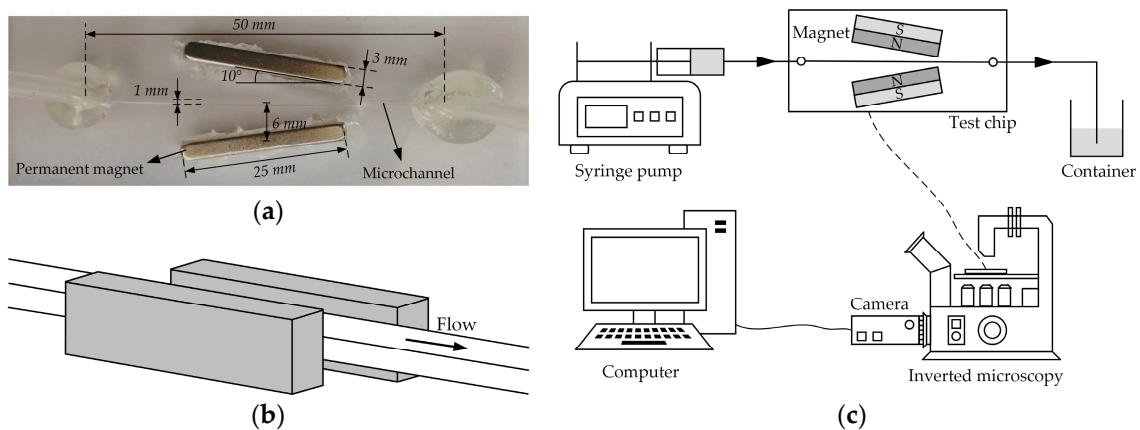 50 mm
3 mm
10°
1 mm
6 mm
25 mm
Permanent magnet
Microchannel
(a)
Flow
(b)
Magnet
S
N
N
S
Test chip
Syringe pump
Container
Camera
Computer
Inverted microscopy
(c)